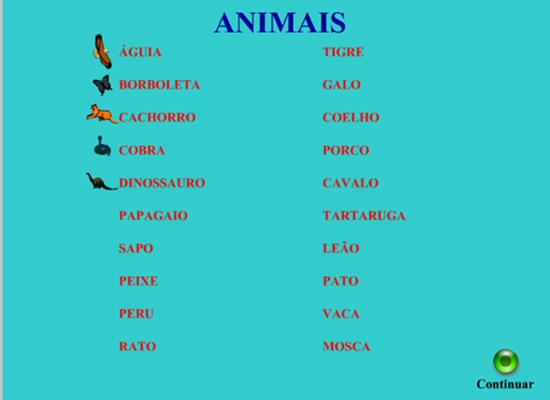 ANIMAIS
ÁGUIA
BORBOLETA
CACHORRO
COBRA
DINOSSAURO
PAPAGAIO
SAPO
PEIXE
PERU
RATO
TIGRE
GALO
COELHO
PORCO
CAVALO
TARTARUGA
LEÃO
PATO
VACA
MOSCA
Continuar